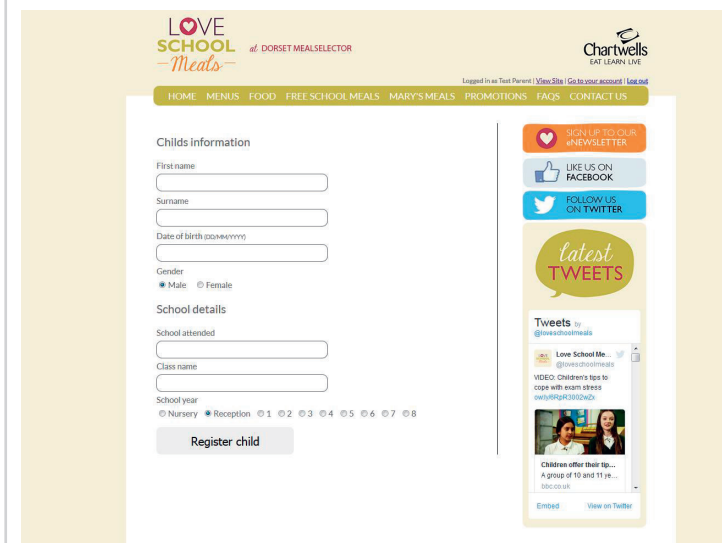 LOVE
SCHOOL
Meals
at DORSET MEALSELECTOR
Chartwells
EAT LEARN LIVE
Logged in as Test Parent | View Site | Go to your account | Log out
HOME MENUS FOOD FREE SCHOOL MEALS MARY'S MEALS PROMOTIONS FAQS CONTACT US
Childs information
First name
Surname
Date of birth (DD/MM/YYYY)
Gender
Male Female
School details
School attended
Class name
School year
Nursery Reception 1 2 3 4 5 6 7 8
Register child
SIGN UP TO OUR
eNEWSLETTER
LIKE US ON
FACEBOOK
FOLLOW US
ON TWITTER
latest
TWEETS
Tweets by
@loveschoolmeals
Love School Me...
@loveschoolmeals
VIDEO: Children's tips to
cope with exam stress
ow.ly/6RpR3002wZx
Children offer their tip...
A group of 10 and 11 ye...
bbc.co.uk
Embed View on Twitter